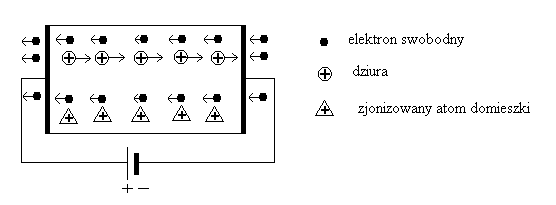 elektron swobodny
dziura
zjonizowany atom domieszki
+ −